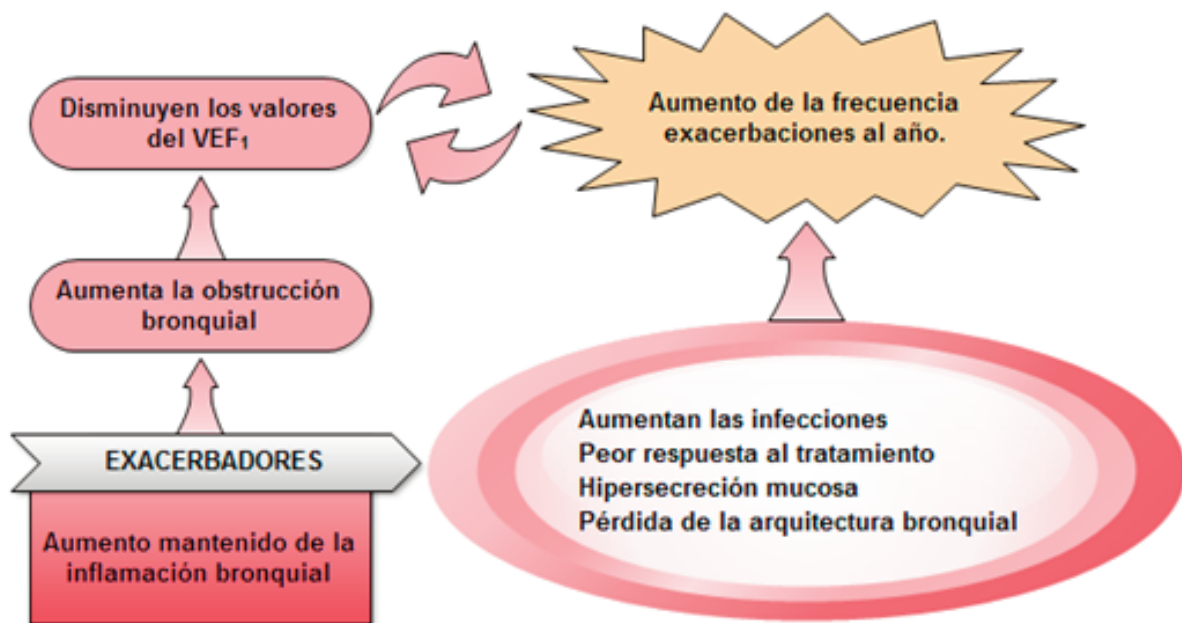 Disminuyen los valores
del VEF₁
Aumento de la frecuencia
exacerbaciones al año.
Aumenta la obstrucción
bronquial
EXACERBADORES
Aumento mantenido de la
inflamación bronquial
Aumentan las infecciones
Peor respuesta al tratamiento
Hipersecreción mucosa
Pérdida de la arquitectura bronquial